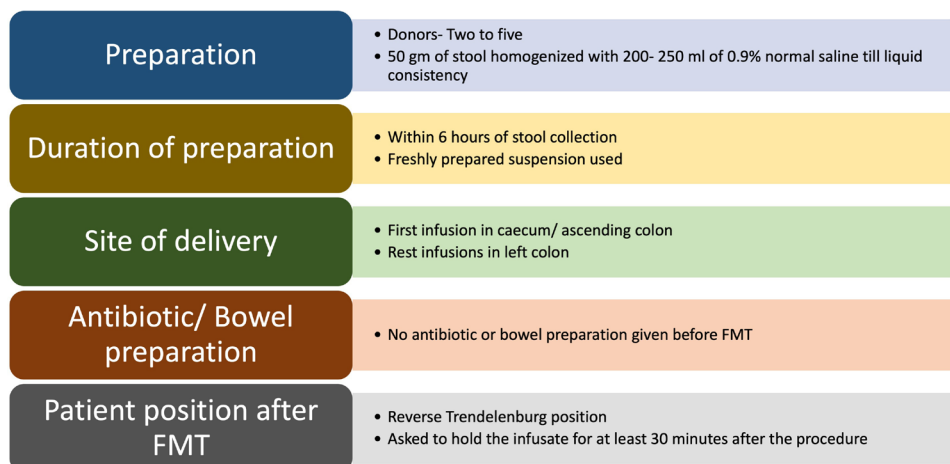 Preparation
• Donors- Two to five
• 50 gm of stool homogenized with 200- 250 ml of 0.9% normal saline till liquid
consistency
Duration of preparation
• Within 6 hours of stool collection
• Freshly prepared suspension used
Site of delivery
• First infusion in caecum/ ascending colon
• Rest infusions in left colon
Antibiotic/ Bowel
preparation
• No antibiotic or bowel preparation given before FMT
Patient position after
FMT
• Reverse Trendelenburg position
• Asked to hold the infusate for at least 30 minutes after the procedure